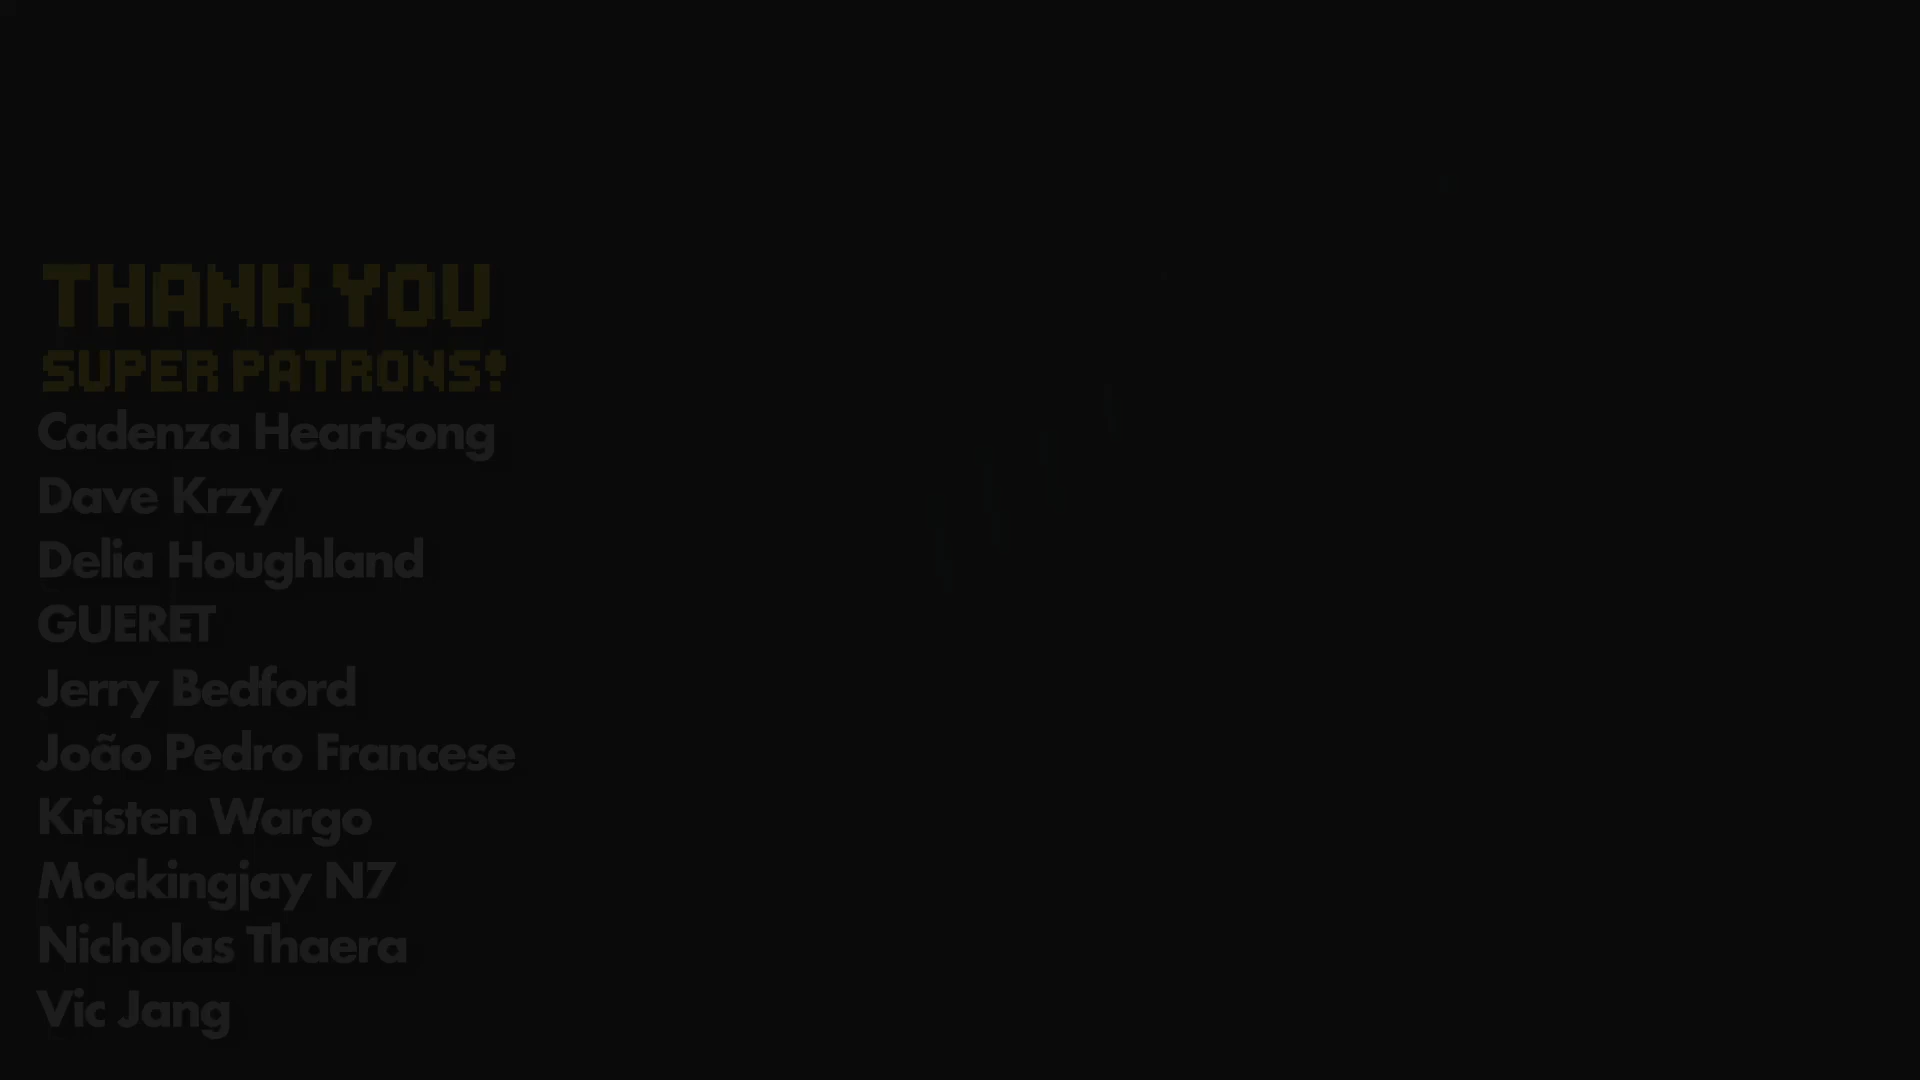 THANK YOU
SUPER PATRONS!
Cadenza Heartsong
Dave Krzy
Delia Houghland
GUERET
Jerry Bedford
João Pedro Francese
Kristen Wargo
Mockingjay N7
Nicholas Thaera
Vic Jang